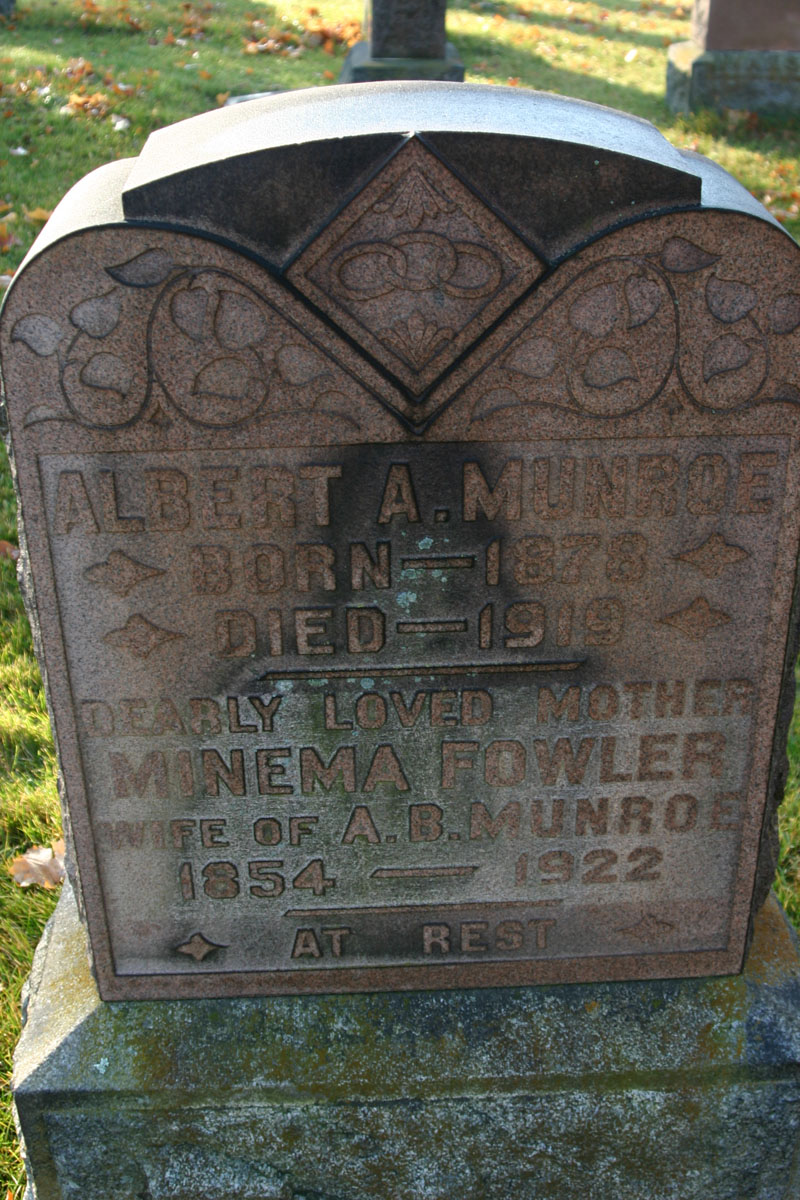 ALBERT A. MUNROE
BORN — 1878
DIED — 1919
DEARLY LOVED MOTHER
MINEMA FOWLER
WIFE OF A. B. MUNROE
1854 — 1922
AT REST